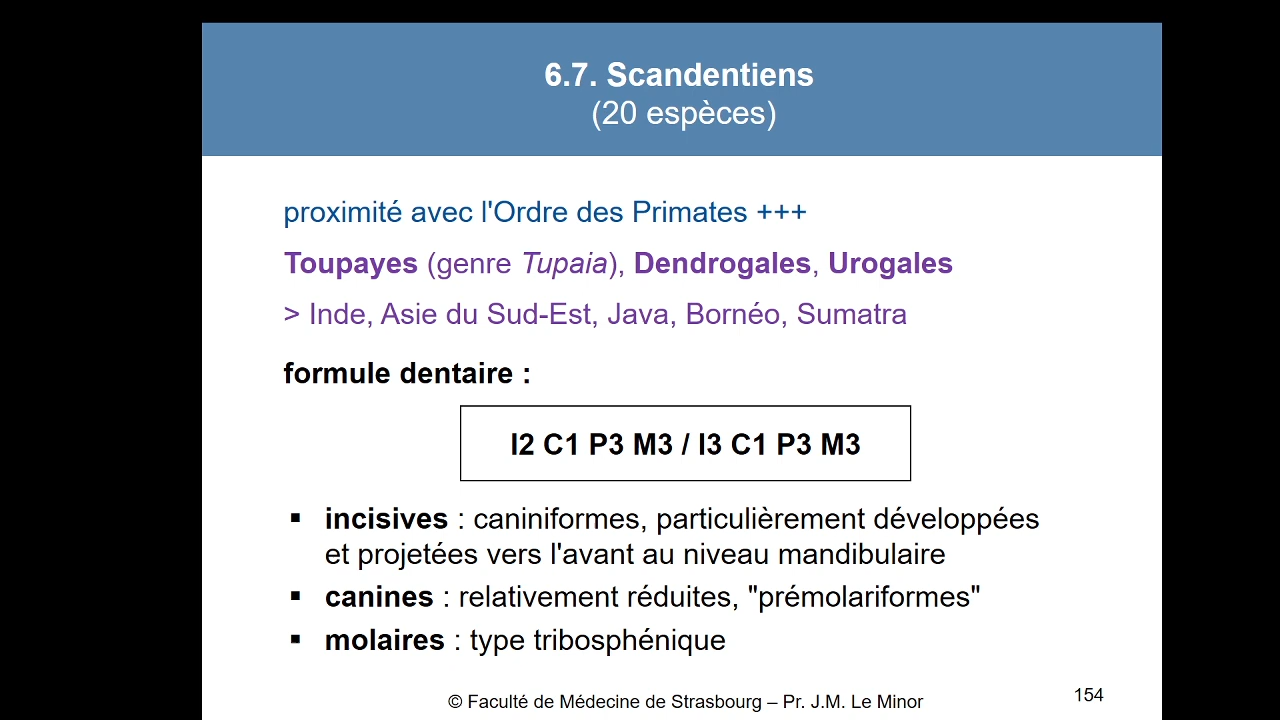 6.7. Scandentiens
(20 espèces)
proximité avec l'Ordre des Primates +++
Toupayes (genre Tupaia), Dendrogales, Urogales
> Inde, Asie du Sud-Est, Java, Bornéo, Sumatra
formule dentaire :
I2 C1 P3 M3 / I3 C1 P3 M3
▪ incisives : caniniformes, particulièrement développées
et projetées vers l'avant au niveau mandibulaire
▪ canines : relativement réduites, "prémolariformes"
▪ molaires : type tribosphénique
© Faculté de Médecine de Strasbourg – Pr. J.M. Le Minor
154